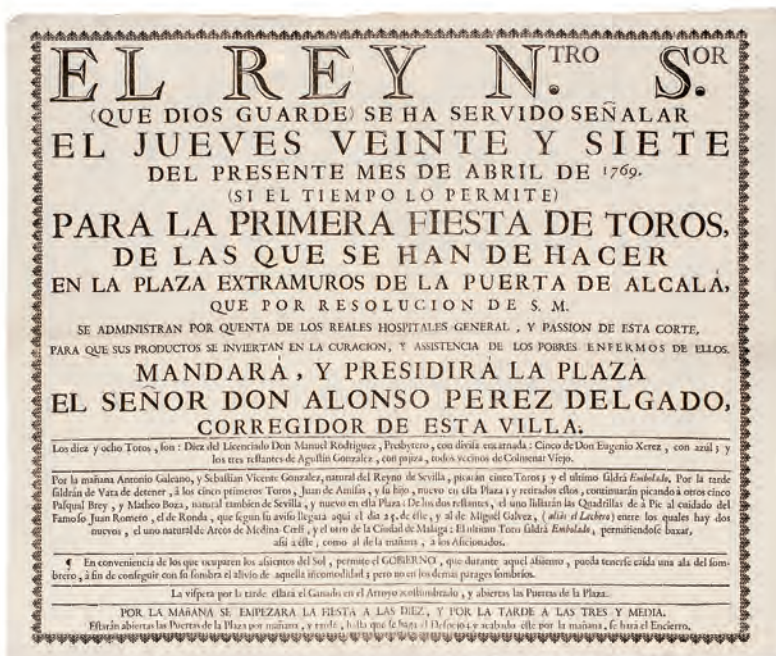 EL REY N.TRO S.OR
(QUE DIOS GUARDE) SE HA SERVIDO SEÑALAR
EL JUEVES VEINTE Y SIETE
DEL PRESENTE MES DE ABRIL DE 1769.
(SI EL TIEMPO LO PERMITE)
PARA LA PRIMERA FIESTA DE TOROS,
DE LAS QUE SE HAN DE HACER
EN LA PLAZA EXTRAMUROS DE LA PUERTA DE ALCALÁ,
QUE POR RESOLUCION DE S. M.
SE ADMINISTRAN POR QUENTA DE LOS REALES HOSPITALES GENERAL, Y PASSION DE ESTA CORTE,
PARA QUE SUS PRODUCTOS SE INVIERTAN EN LA CURACION, Y ASSISTENCIA DE LOS POBRES ENFERMOS DE ELLOS.
MANDARÁ, Y PRESIDIRÁ LA PLAZA
EL SEÑOR DON ALONSO PEREZ DELGADO,
CORREGIDOR DE ESTA VILLA.
Los diez y ocho Toros, son: Diez del Licenciado Don Manuel Rodriguez, Presbytero, con divisa encarnada: Cinco de Don Eugenio Xerez, con azúl; y
los tres restantes de Agustin Gonzalez, con pajiza, todos vecinos de Colmenar Viejo.
Por la mañana Antonio Galeano, y Sebastian Vicente Gonzalez, natural del Reyno de Sevilla, picarán cinco Toros; y el ultimo saldrá Embolado. Por la tarde
saldrán de Vara de detener, á los cinco primeros Toros, Juan de Amisas, y su hijo, nuevo en esta Plaza; y retirados estos, continuarán picando á otros cinco
Pasqual Brey, y Matheo Boza, natural tambien de Sevilla, y nuevo en esta Plaza: De los dos restantes, el uno lidiarán las Quadrillas de à Pie al cuidado del
Famoso Juan Romero, el de Ronda, que segun su aviso llegará aqui el dia 25. de este, y al de Miguél Galvez, (alias el Lechero) entre los quales hay dos
nuevos, el uno natural de Arcos de Medina-Celi, y el otro de la Ciudad de Malaga: El ultimo Toro saldrá Embolado, permitiendose baxar,
asi á éste, como al de la mañana, á los Aficionados.
¶ En conveniencia de los que ocuparen los asientos del Sol, permite el GOBIERNO, que durante aquel asiento, pueda tenerse caída una ala del som-
brero, à fin de conseguir con su sombra el alivio de aquella incomodidad; pero no en los demas parages sombrios.
La vispera por la tarde estará el Ganado en el Arroyo acostumbrado, y abiertas las Puertas de la Plaza.
POR LA MAÑANA SE EMPEZARA LA FIESTA A LAS DIEZ, Y POR LA TARDE A LAS TRES Y MEDIA.
Estarán abiertas las Puertas de la Plaza por mañana, y tarde, hasta que se haga el Despejo; y acabado este por la mañana, se hará el Encierro.